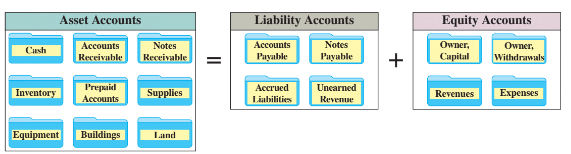 Asset Accounts
Cash
Accounts
Receivable
Notes
Receivable
Inventory
Prepaid
Accounts
Supplies
Equipment
Buildings
Land
=
Liability Accounts
Accounts
Payable
Notes
Payable
Accrued
Liabilities
Unearned
Revenue
+
Equity Accounts
Owner,
Capital
Owner,
Withdrawals
Revenues
Expenses